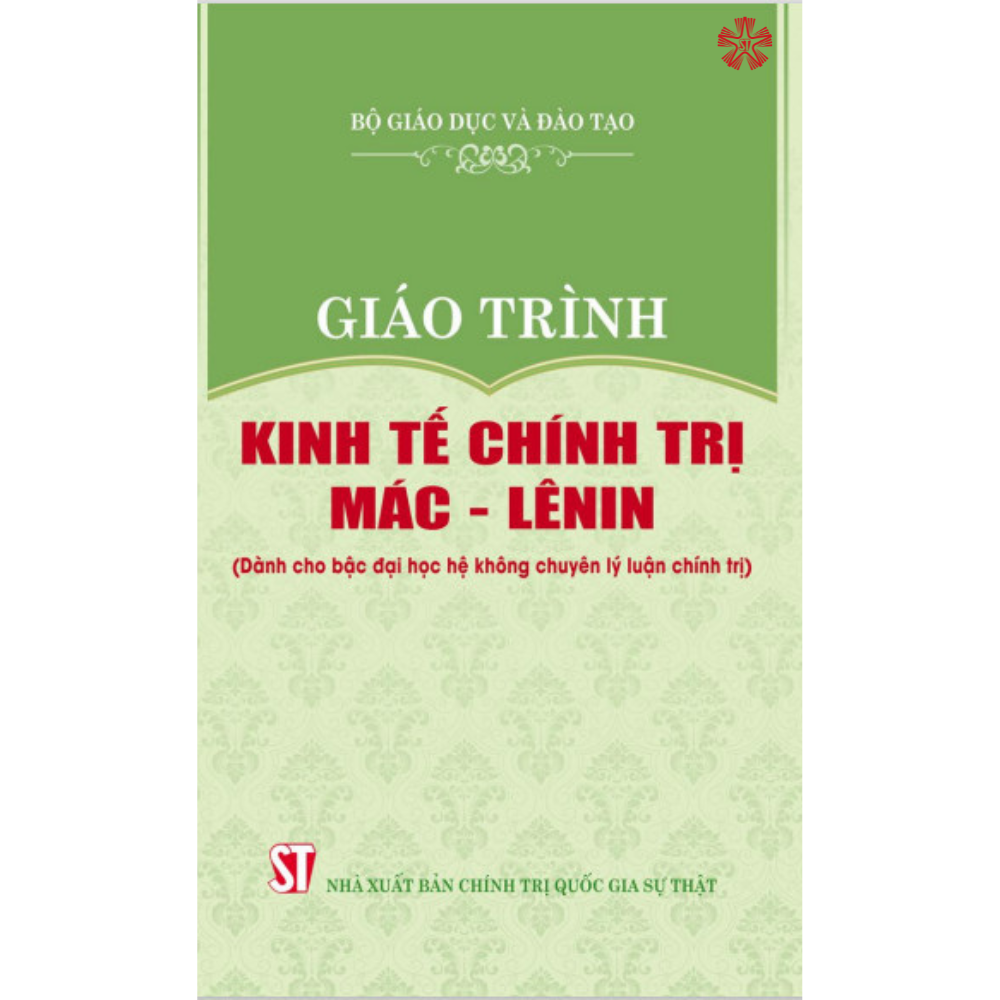 ST
BỘ GIÁO DỤC VÀ ĐÀO TẠO
GIÁO TRÌNH
KINH TẾ CHÍNH TRỊ
MÁC - LÊNIN
(Dành cho bậc đại học hệ không chuyên lý luận chính trị)
ST
NHÀ XUẤT BẢN CHÍNH TRỊ QUỐC GIA SỰ THẬT